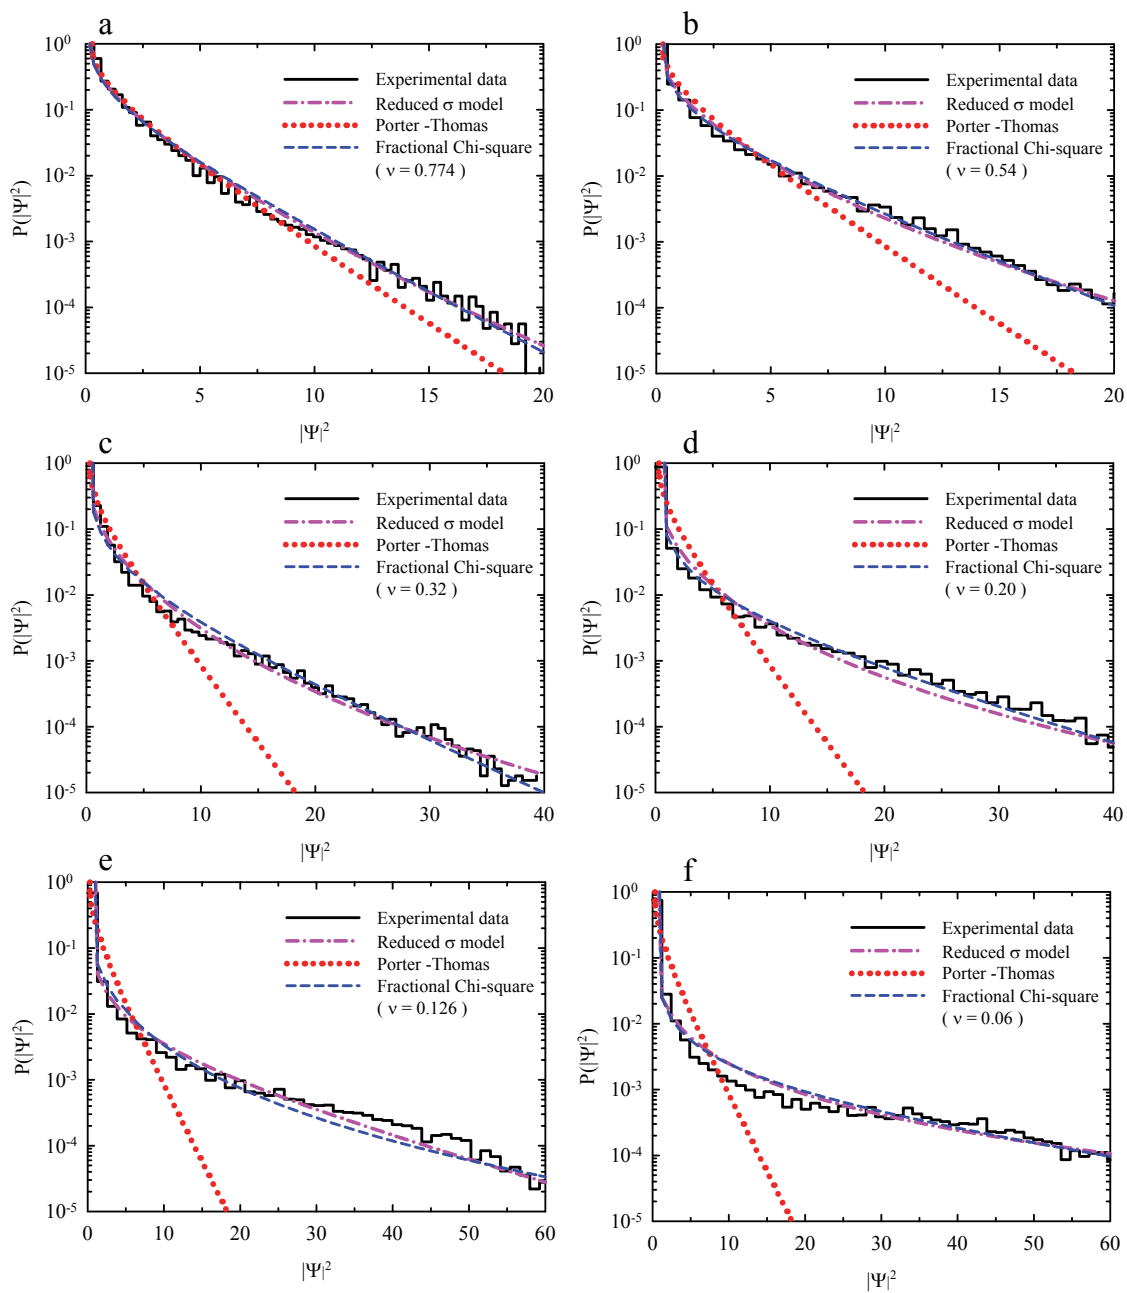 a
10^0
10^-1
10^-2
10^-3
10^-4
10^-5
P(|Ψ|^2)
Experimental data
Reduced σ model
Porter -Thomas
Fractional Chi-square
( ν = 0.774 )
0 5 10 15 20
|Ψ|^2
b
10^0
10^-1
10^-2
10^-3
10^-4
10^-5
P(|Ψ|^2)
Experimental data
Reduced σ model
Porter -Thomas
Fractional Chi-square
( ν = 0.54 )
0 5 10 15 20
|Ψ|^2
c
10^0
10^-1
10^-2
10^-3
10^-4
10^-5
P(|Ψ|^2)
Experimental data
Reduced σ model
Porter -Thomas
Fractional Chi-square
( ν = 0.32 )
0 10 20 30 40
|Ψ|^2
d
10^0
10^-1
10^-2
10^-3
10^-4
10^-5
P(|Ψ|^2)
Experimental data
Reduced σ model
Porter -Thomas
Fractional Chi-square
( ν = 0.20 )
0 10 20 30 40
|Ψ|^2
e
10^0
10^-1
10^-2
10^-3
10^-4
10^-5
P(|Ψ|^2)
Experimental data
Reduced σ model
Porter -Thomas
Fractional Chi-square
( ν = 0.126 )
0 10 20 30 40 50 60
|Ψ|^2
f
10^0
10^-1
10^-2
10^-3
10^-4
10^-5
P(|Ψ|^2
Experimental data
Reduced σ model
Porter -Thomas
Fractional Chi-square
( ν = 0.06 )
0 10 20 30 40 50 60
|Ψ|^2